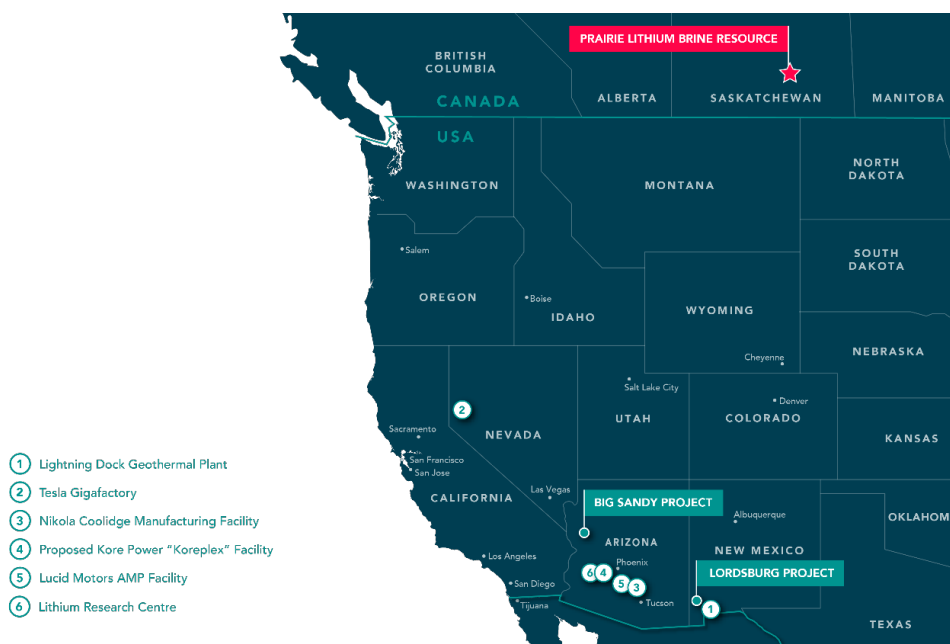 PRAIRIE LITHIUM BRINE RESOURCE
BRITISH
COLUMBIA
CANADA
ALBERTA
SASKATCHEWAN
MANITOBA
USA
WASHINGTON
MONTANA
NORTH
DAKOTA
Salem
OREGON
Boise
IDAHO
WYOMING
SOUTH
DAKOTA
Cheyenne
NEBRASKA
Salt Lake City
UTAH
Denver
COLORADO
2
NEVADA
KANSAS
Sacramento
San Francisco
San Jose
CALIFORNIA
Las Vegas
BIG SANDY PROJECT
Albuquerque
OKLAHOM
ARIZONA
NEW MEXICO
Los Angeles
Phoenix
LORDSBURG PROJECT
6 4
5 3
San Diego
Tijuana
Tucson
1
TEXAS
1 Lightning Dock Geothermal Plant
2 Tesla Gigafactory
3 Nikola Coolidge Manufacturing Facility
4 Proposed Kore Power “Koreplex” Facility
5 Lucid Motors AMP Facility
6 Lithium Research Centre